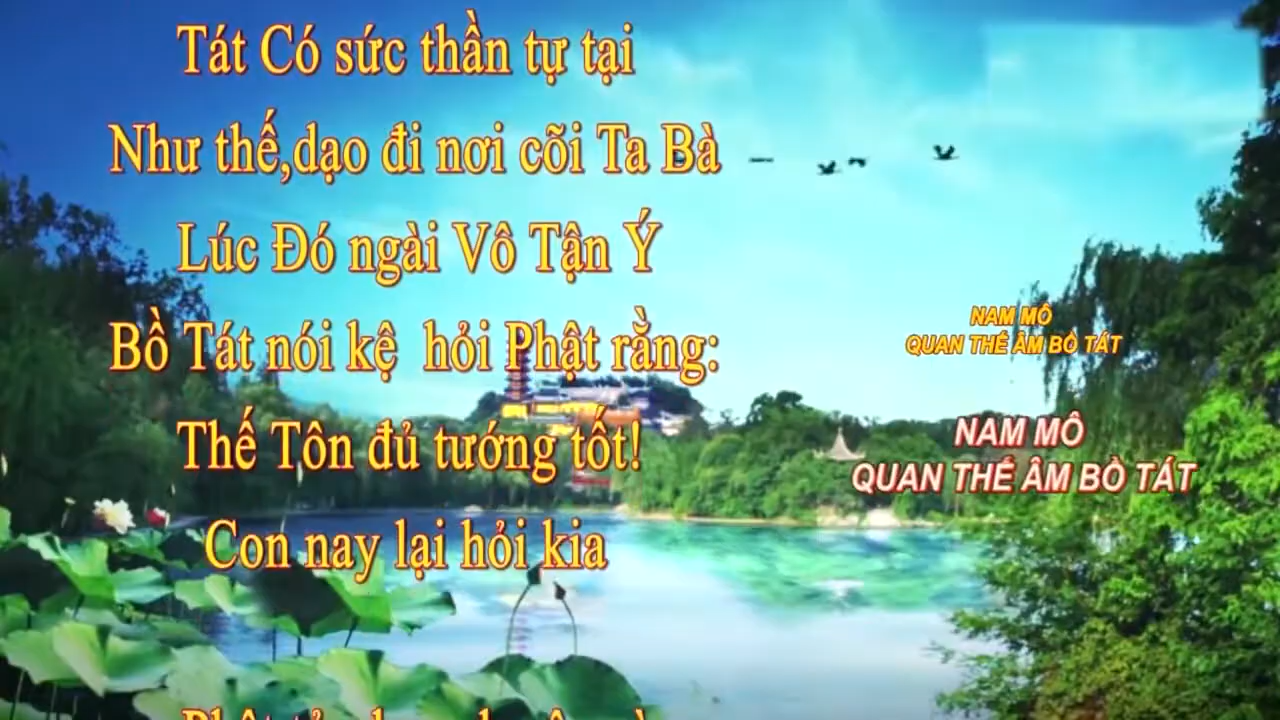 Tát Có sức thần tự tại
Như thế,dạo đi nơi cõi Ta Bà
Lúc Đó ngài Vô Tận Ý
Bồ Tát nói kệ hỏi Phật rằng:
Thế Tôn đủ tướng tốt!
Con nay lại hỏi kia
NAM MÔ
QUAN THẾ ÂM BỒ TÁT
NAM MÔ
QUAN THẾ ÂM BỒ TÁT